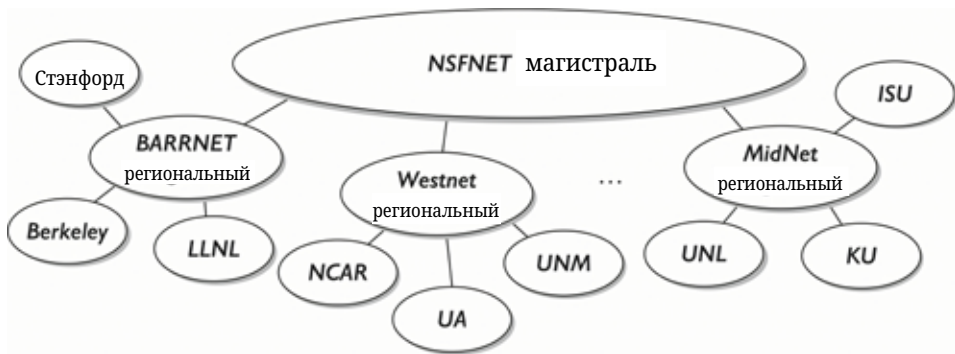 NSFNET магистраль
Стэнфорд
BARRNET
региональный
Berkeley
LLNL
Westnet
региональный
NCAR
UA
UNM
...
MidNet
региональный
ISU
UNL
KU